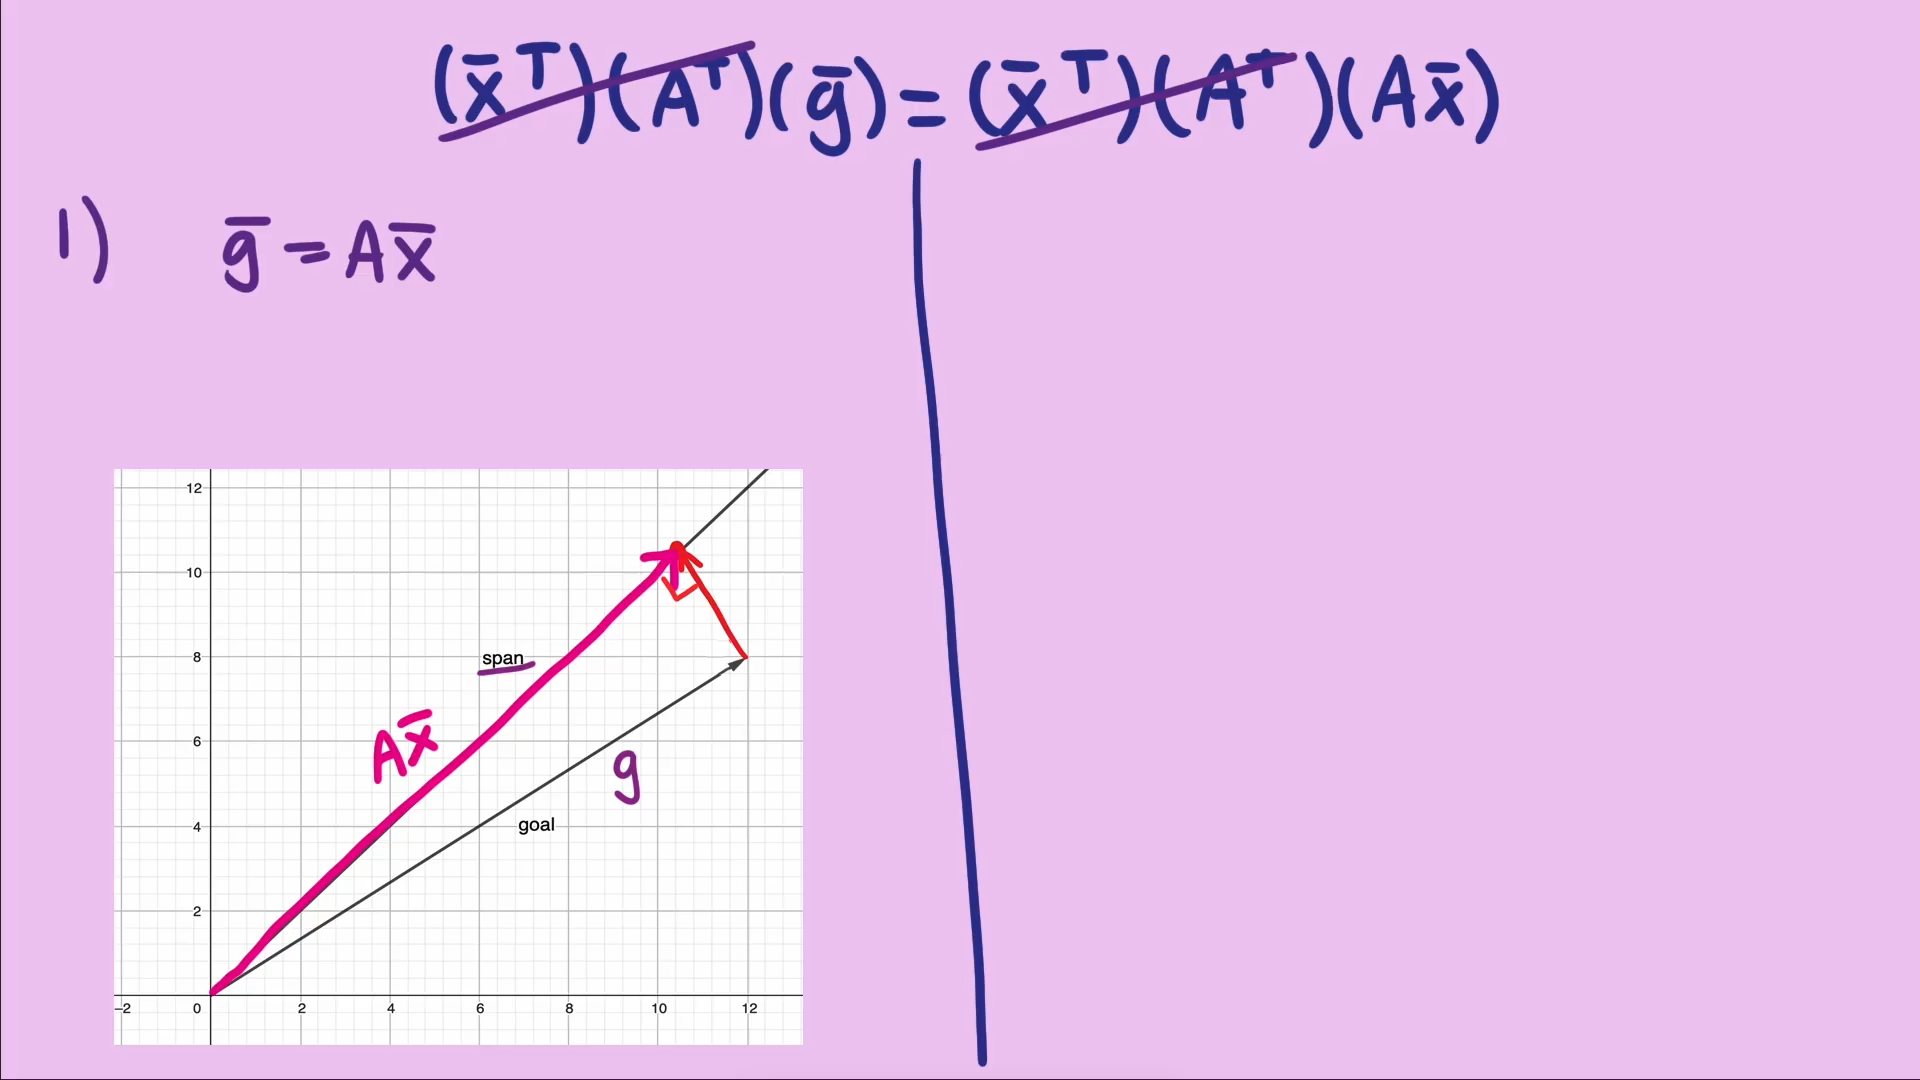 (x̄ᵀ)(Aᵀ)(ḡ) = (x̄ᵀ)(Aᵀ)(Ax̄)
1) ḡ = Ax̄
12
10
8
span
6
Ax̄
g
4
goal
2
-2 0 2 4 6 8 10 12